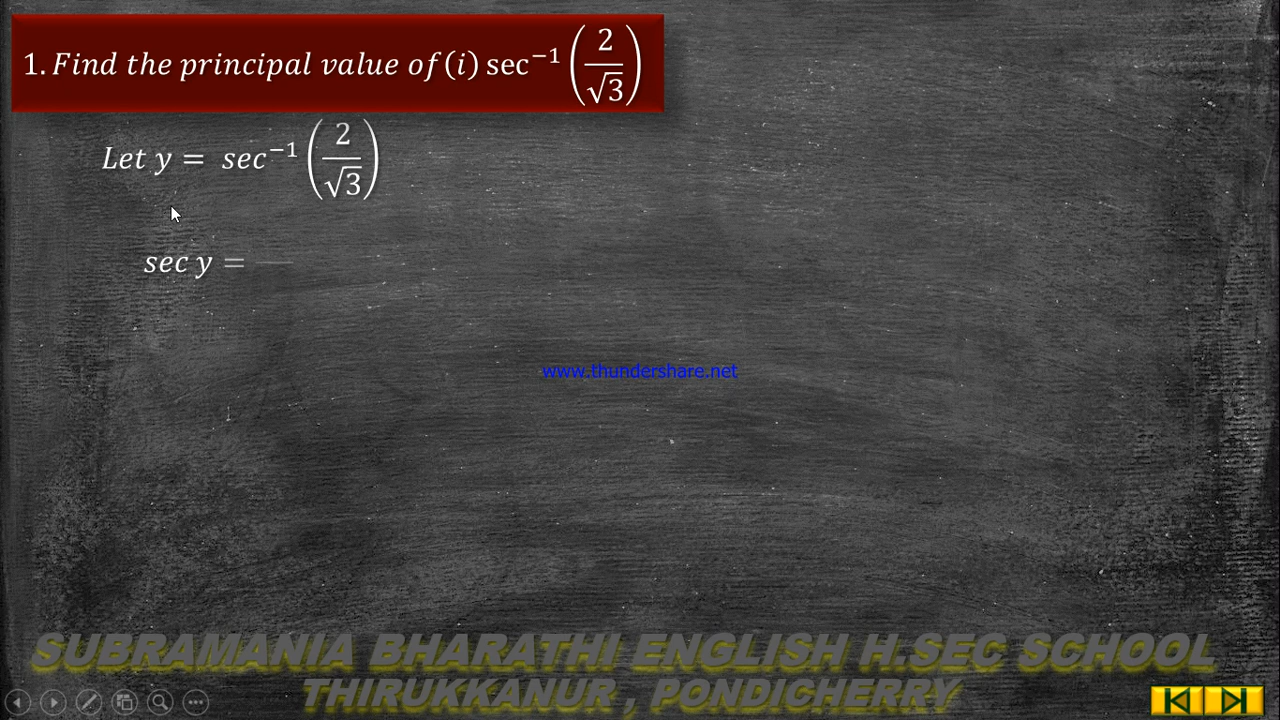 1. Find the principal value of (i) sec⁻¹ (2/√3)
Let y = sec⁻¹ (2/√3)
sec y =
www.thundershare.net
SUBRAMANIA BHARATHI ENGLISH H.SEC SCHOOL
THIRUKKANUR , PONDICHERRY